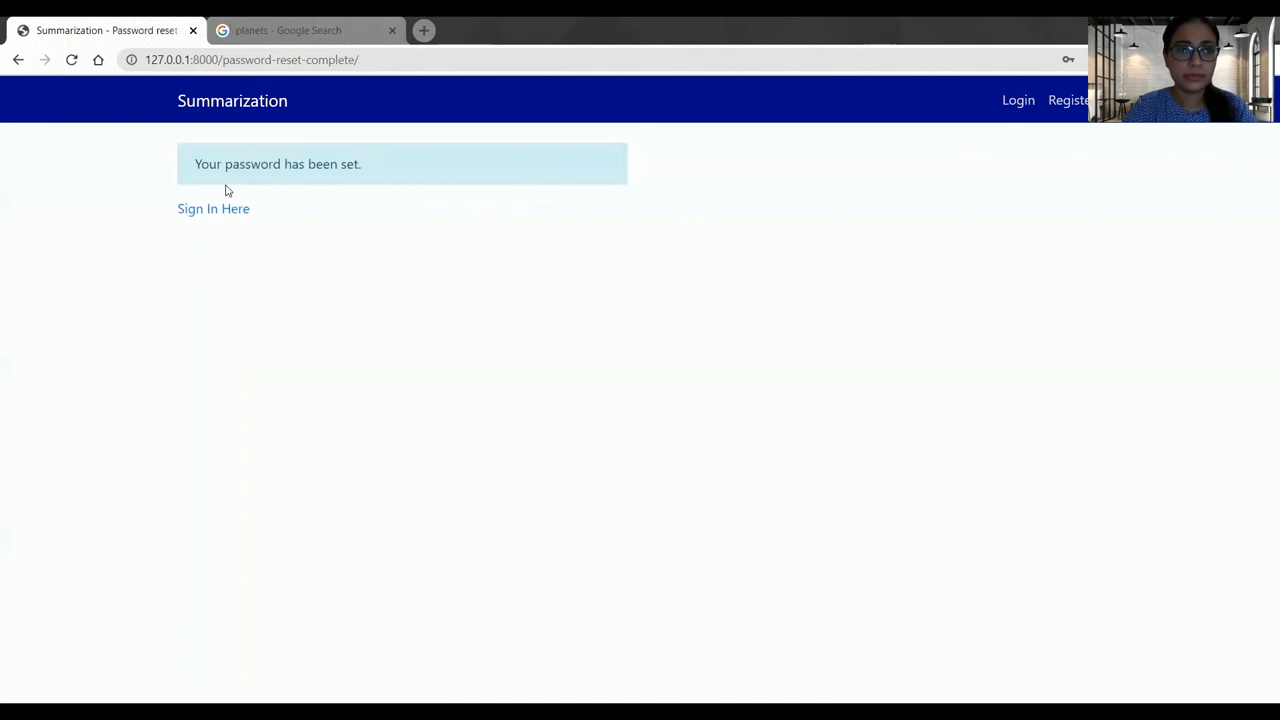 Summarization - Password reset
planets - Google Search
127.0.0.1:8000/password-reset-complete/
Summarization
Login Registe
Your password has been set.
Sign In Here